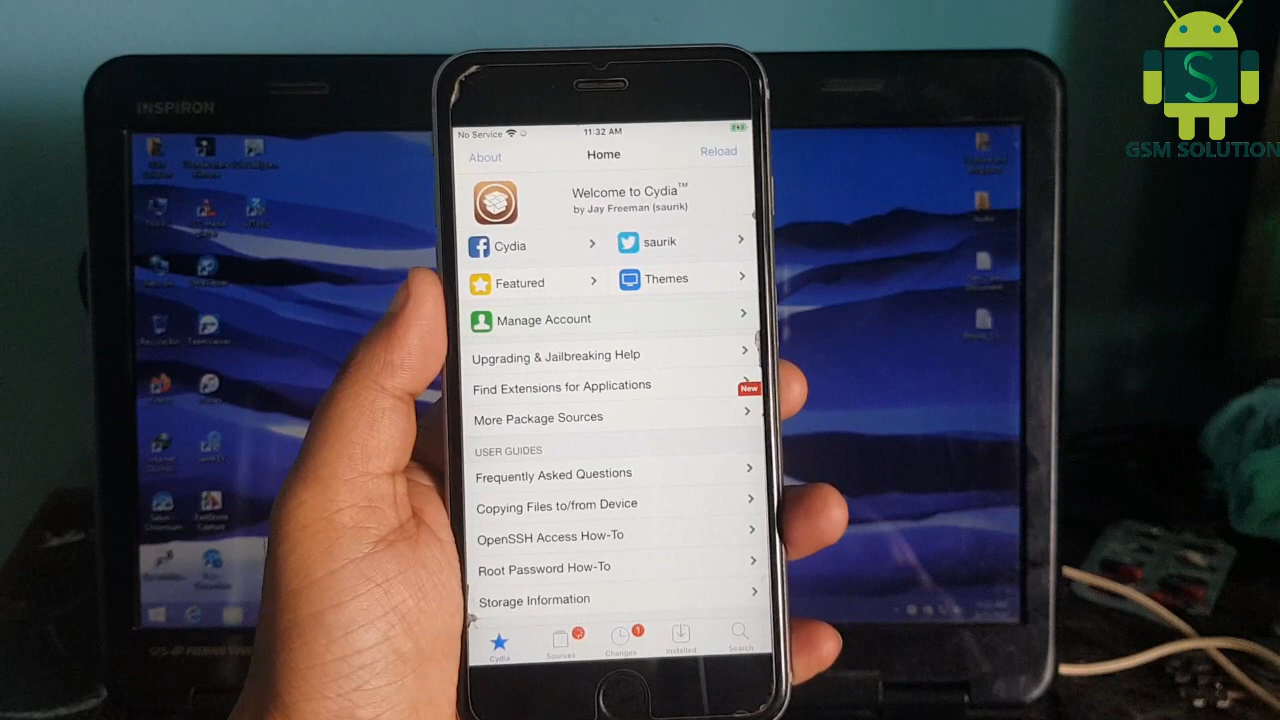 INSPIRON
GSM SOLUTION
No Service 11:32 AM
About Home Reload
Welcome to Cydia™
by Jay Freeman (saurik)
Cydia saurik
Featured Themes
Manage Account
Upgrading & Jailbreaking Help
Find Extensions for Applications
New
More Package Sources
USER GUIDES
Frequently Asked Questions
Copying Files to/from Device
OpenSSH Access How-To
Root Password How-To
Storage Information
1
Cydia Sources Changes Installed Search